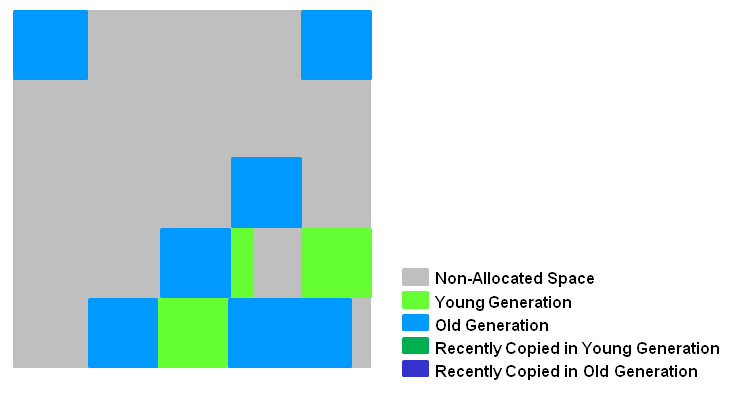 Non-Allocated Space
Young Generation
Old Generation
Recently Copied in Young Generation
Recently Copied in Old Generation